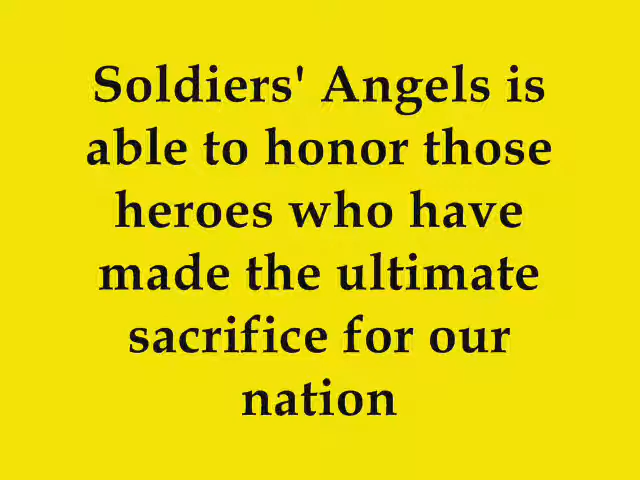 Soldiers' Angels is
able to honor those
heroes who have
made the ultimate
sacrifice for our
nation